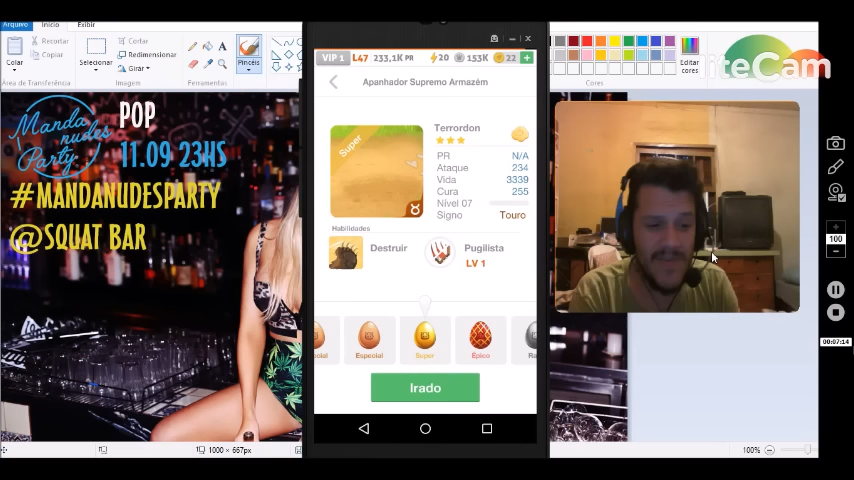 Arquivo Início Exibir
Colar
Recortar
Copiar
Área de Transferência
Selecionar
Cortar
Redimensionar
Girar
Imagem
A
Ferramentas
Pincéis
Editar
cores
Cores
iteCam
Manda
nudes
Party
POP
11.09 23HS
#MANDANUDESPARTY
@SQUAT BAR
VIP 1 L47 233,1K PR 20 153K 22 +
Apanhador Supremo Armazém
Super
Terrordon
PR N/A
Ataque 234
Vida 3339
Cura 255
Nível 07
Signo Touro
Habilidades
Destruir
Pugilista
LV 1
Especial
Super
Épico
Irado
100
00:07:14
1000 × 667px
100%